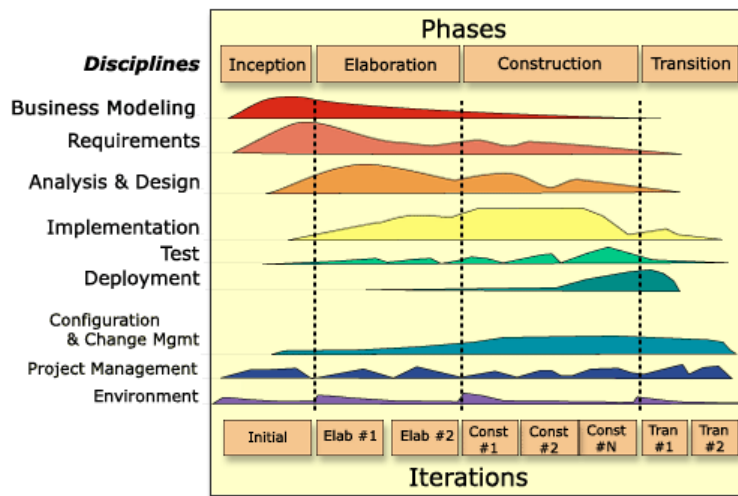 Phases
Disciplines
Inception
Elaboration
Construction
Transition
Business Modeling
Requirements
Analysis & Design
Implementation
Test
Deployment
Configuration
& Change Mgmt
Project Management
Environment
Initial
Elab #1
Elab #2
Const
#1
Const
#2
Const
#N
Tran
#1
Tran
#2
Iterations